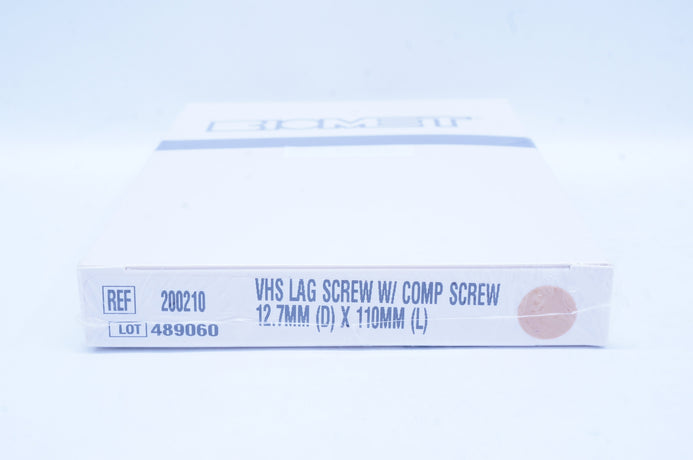 BIOMET
REF 200210
LOT 489060
VHS LAG SCREW W/ COMP SCREW
12.7MM (D) X 110MM (L)